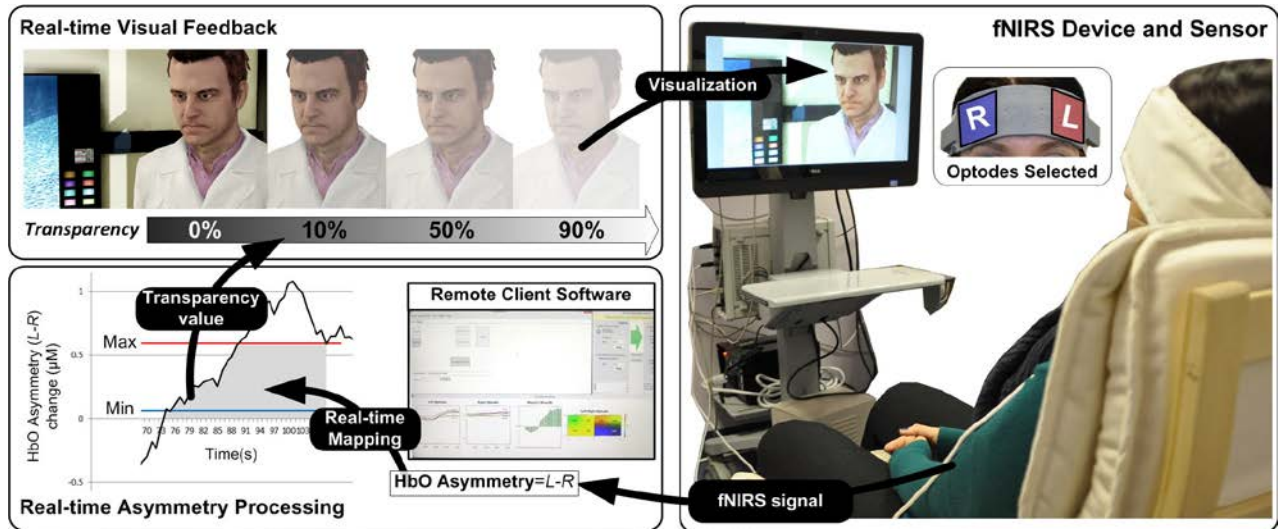 Real-time Visual Feedback
Transparency 0% 10% 50% 90%
Visualization
fNIRS Device and Sensor
R L
Optodes Selected
Transparency
value
HbO Asymmetry (L-R)
change (μM)
1
Max
0.5
Min
0
70 73 76 79 82 85 88 91 94 97 100 103
-0.5
Time(s)
Real-time
Mapping
Remote Client Software
HbO Asymmetry=L-R
fNIRS signal
Real-time Asymmetry Processing